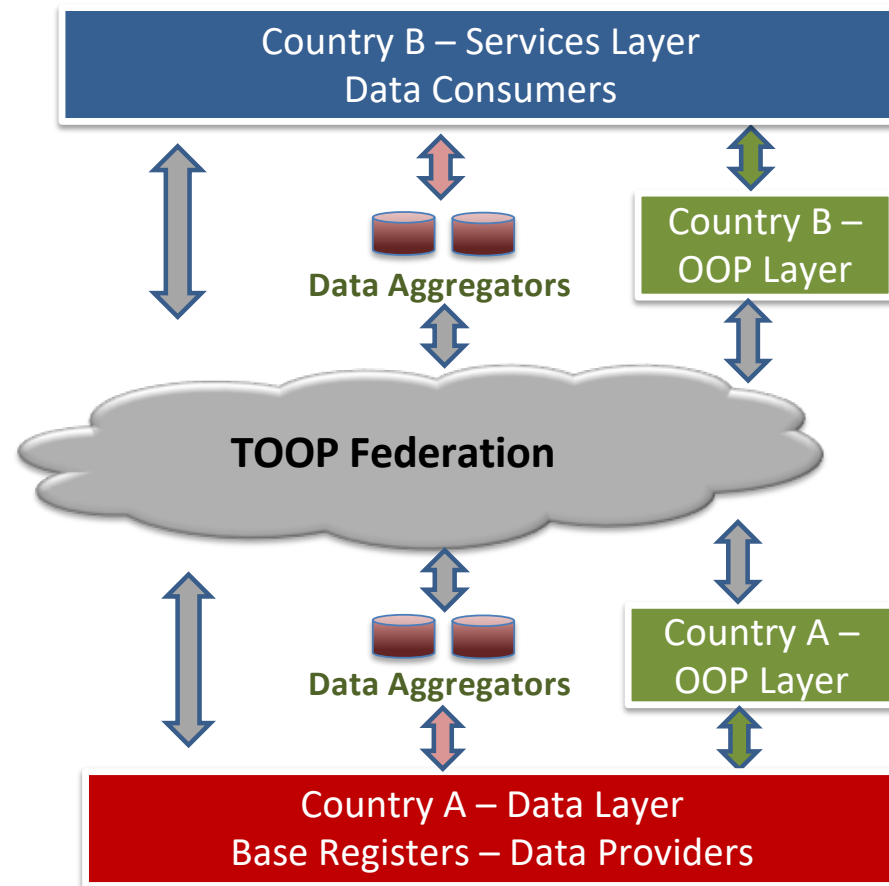 Country B – Services Layer
Data Consumers
Country B –
OOP Layer
Data Aggregators
TOOP Federation
Country A –
OOP Layer
Data Aggregators
Country A – Data Layer
Base Registers – Data Providers